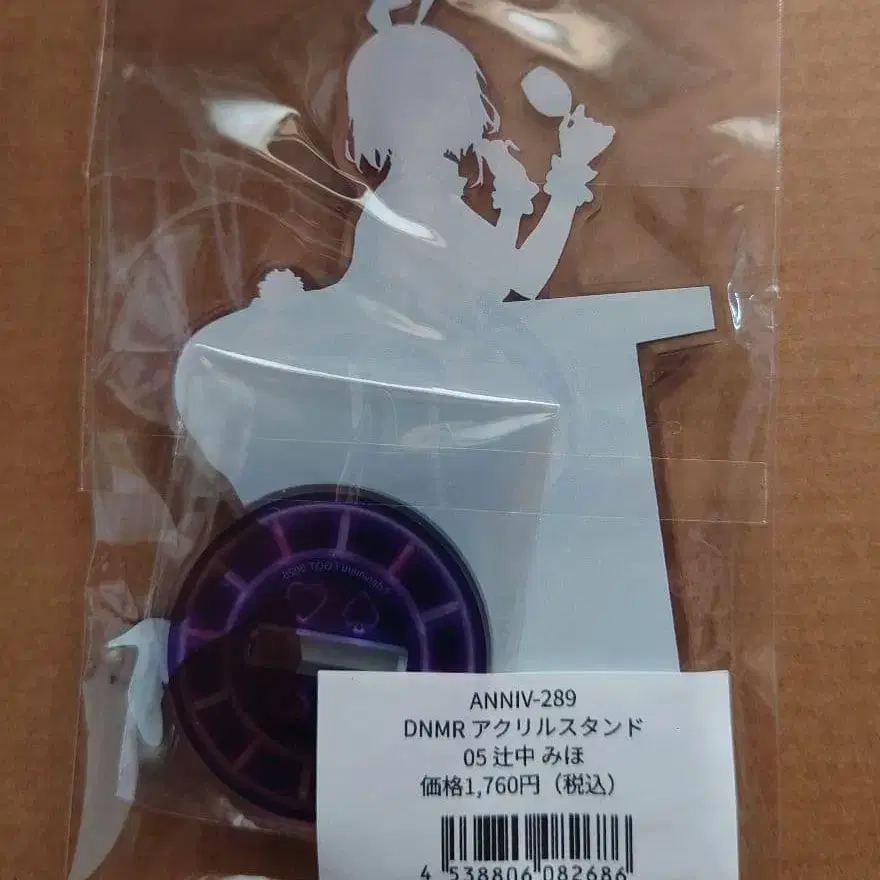 ANNIV-289
DNMR アクリルスタンド
05 辻中 みほ
価格1,760円（税込）
4 538806 082686